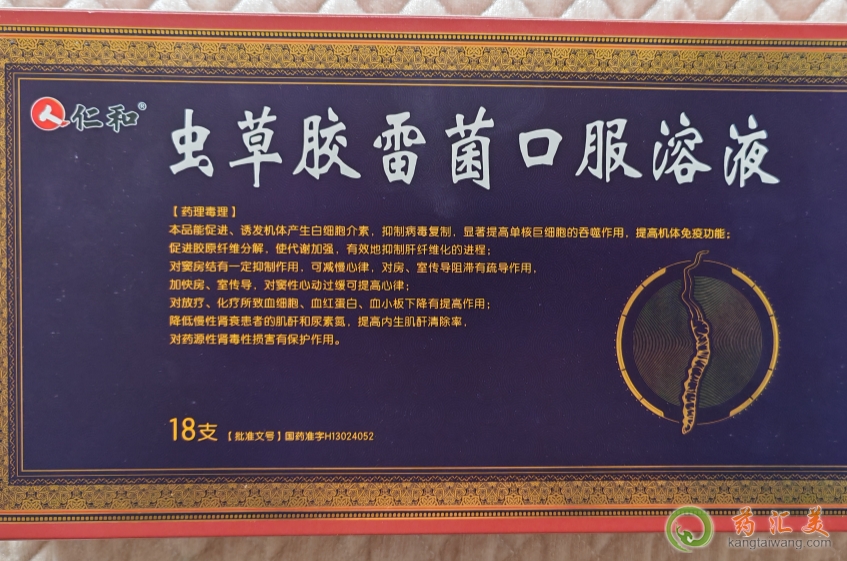 人 仁和®
虫草胶雷菌口服溶液
【药理毒理】
本品能促进、诱发机体产生白细胞介素，抑制病毒复制，显著提高单核巨细胞的吞噬作用，提高机体免疫功能；
促进胶原纤维分解，使代谢加强，有效地抑制肝纤维化的进程；
对窦房结有一定抑制作用，可减慢心律，对房、室传导阻滞有疏导作用，
加快房、室传导，对窦性心动过缓可提高心律；
对放疗、化疗所致血细胞、血红蛋白、血小板下降有提高作用；
降低慢性肾衰患者的肌酐和尿素氮，提高内生肌酐清除率，
对药源性肾毒性损害有保护作用。
18支 【批准文号】国药准字H13024052
药汇美
kangtaiwang.com